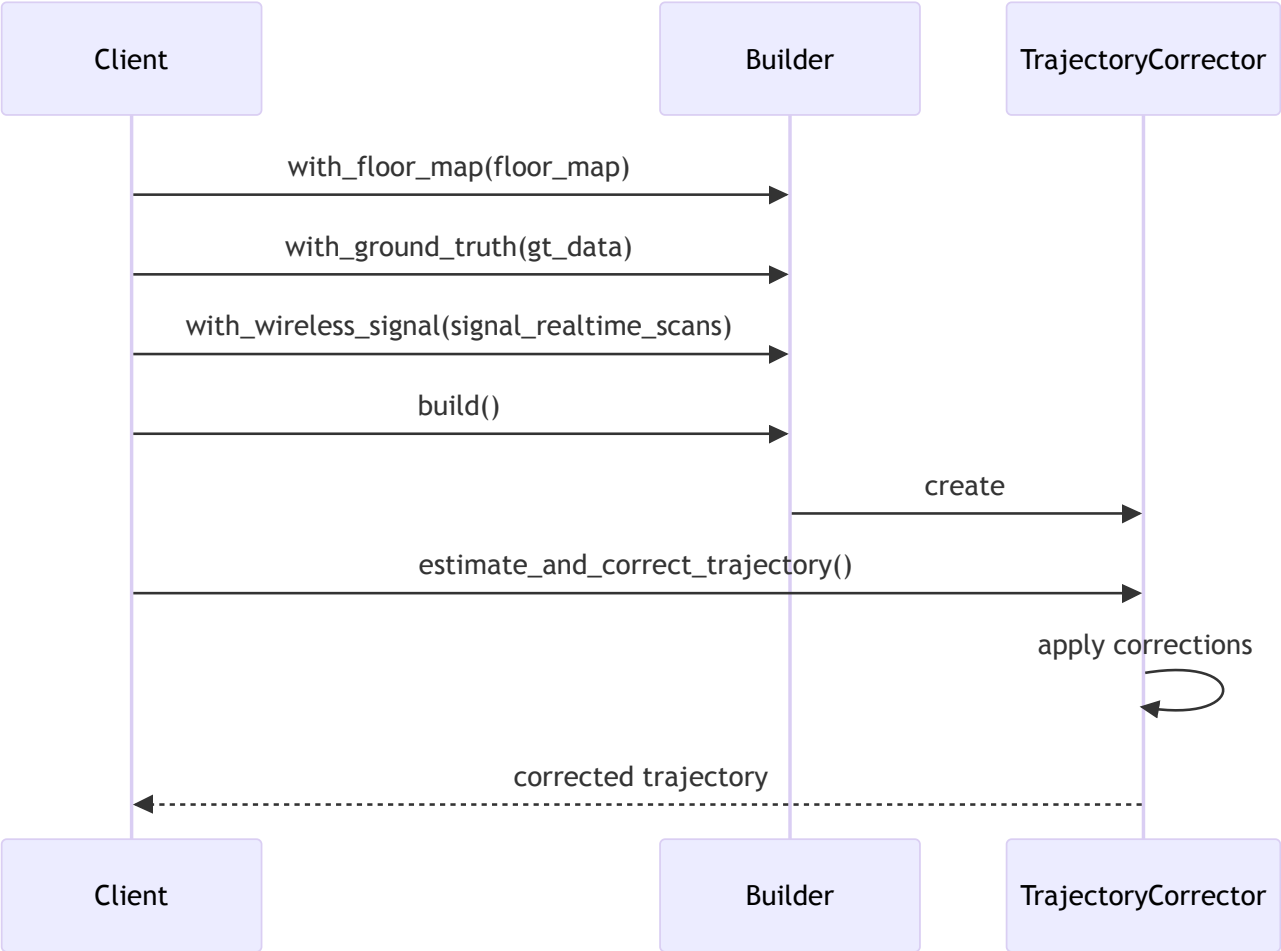 Client
Builder
TrajectoryCorrector
with_floor_map(floor_map)
with_ground_truth(gt_data)
with_wireless_signal(signal_realtime_scans)
build()
create
estimate_and_correct_trajectory()
apply corrections
corrected trajectory
Client
Builder
TrajectoryCorrector